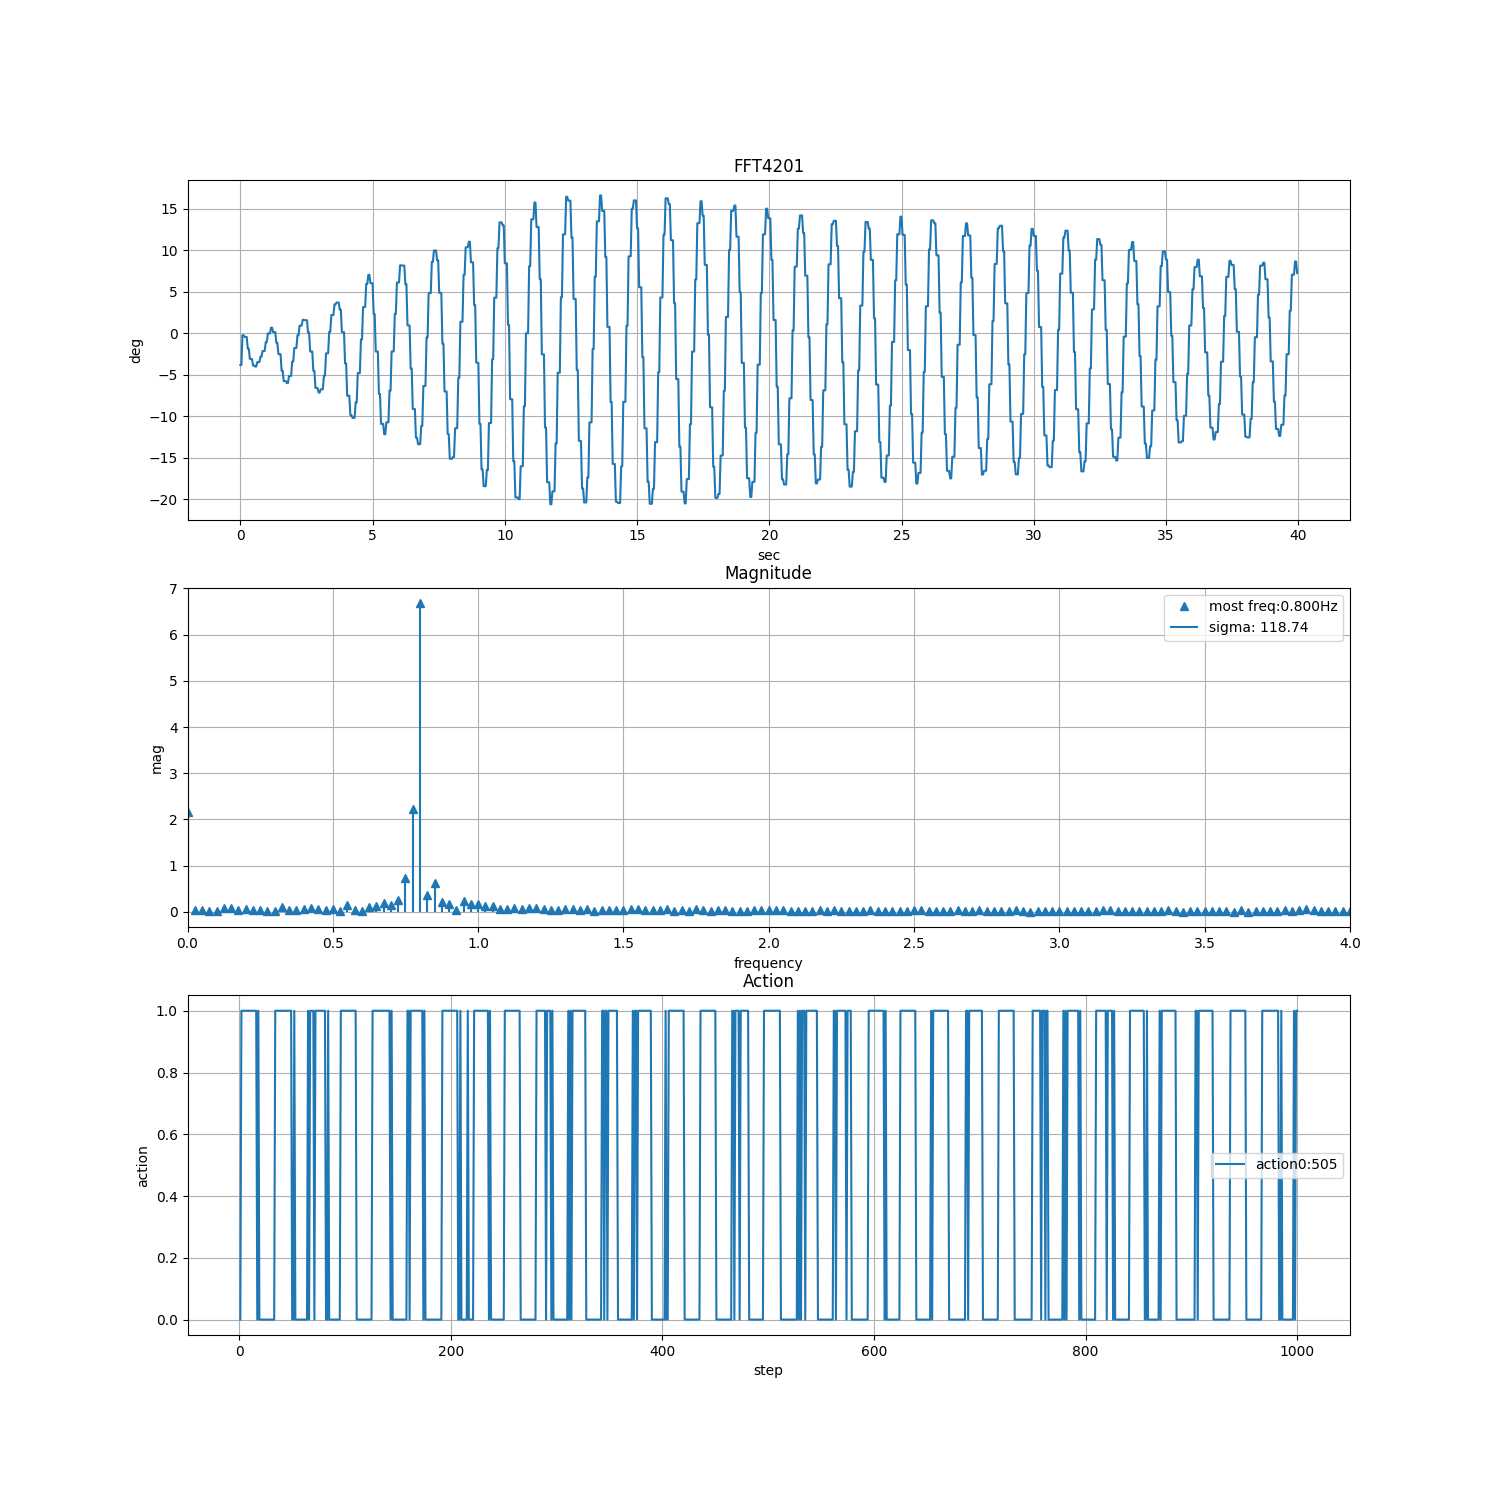 FFT4201
15
10
5
0
−5
−10
−15
−20
deg
0 5 10 15 20 25 30 35 40
sec
Magnitude
7
6
5
4
3
2
1
0
mag
most freq:0.800Hz
sigma: 118.74
0.0 0.5 1.0 1.5 2.0 2.5 3.0 3.5 4.0
frequency
Action
1.0
0.8
0.6
0.4
0.2
0.0
action
action0:505
0 200 400 600 800 1000
step